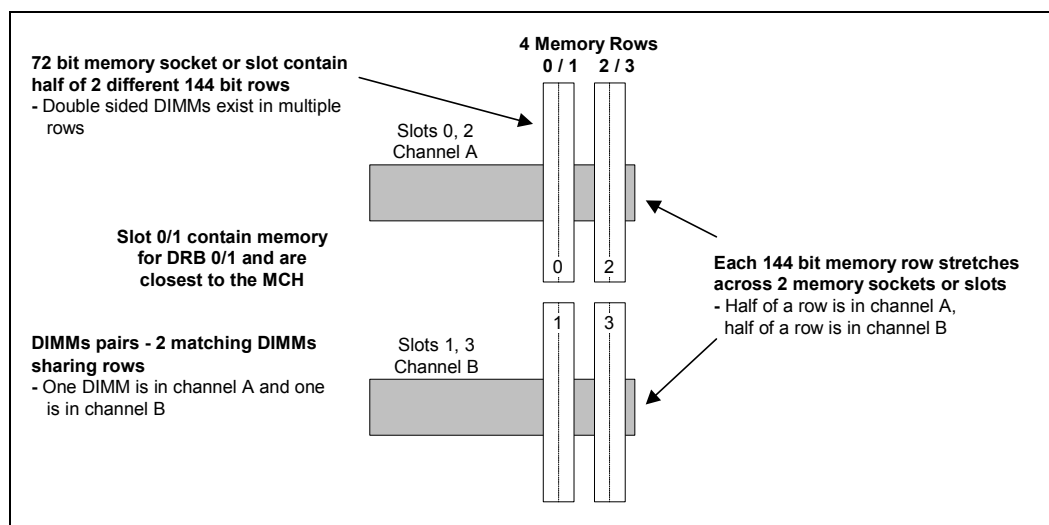 4 Memory Rows
0 / 1 2 / 3
72 bit memory socket or slot contain
half of 2 different 144 bit rows
- Double sided DIMMs exist in multiple
rows
Slots 0, 2
Channel A
Slot 0/1 contain memory
for DRB 0/1 and are
closest to the MCH
0 2
Each 144 bit memory row stretches
across 2 memory sockets or slots
- Half of a row is in channel A,
half of a row is in channel B
1 3
DIMMs pairs - 2 matching DIMMs
sharing rows
- One DIMM is in channel A and one
is in channel B
Slots 1, 3
Channel B